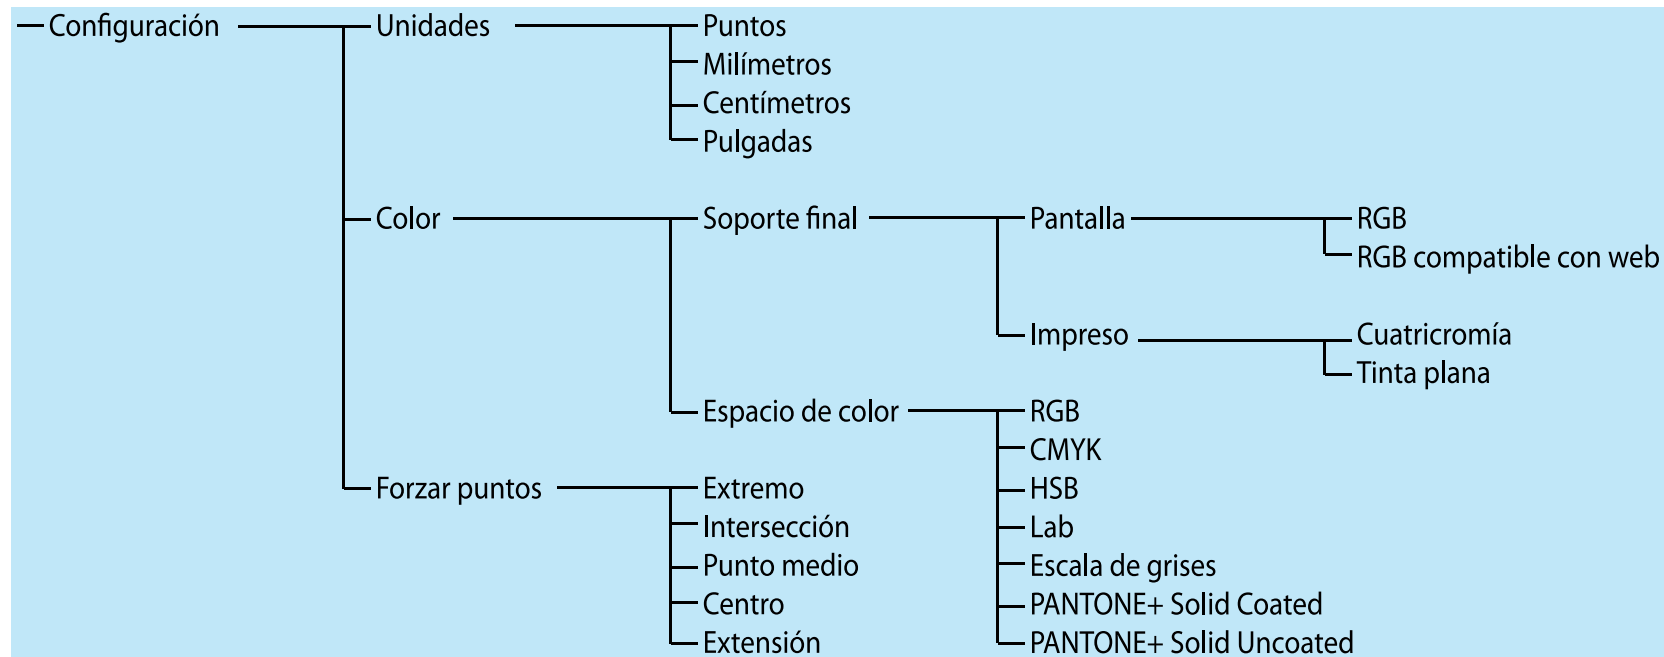 Configuración
Unidades
Puntos
Milímetros
Centímetros
Pulgadas
Color
Soporte final
Pantalla
RGB
RGB compatible con web
Impreso
Cuatricromía
Tinta plana
Espacio de color
RGB
CMYK
HSB
Lab
Escala de grises
PANTONE+ Solid Coated
PANTONE+ Solid Uncoated
Forzar puntos
Extremo
Intersección
Punto medio
Centro
Extensión